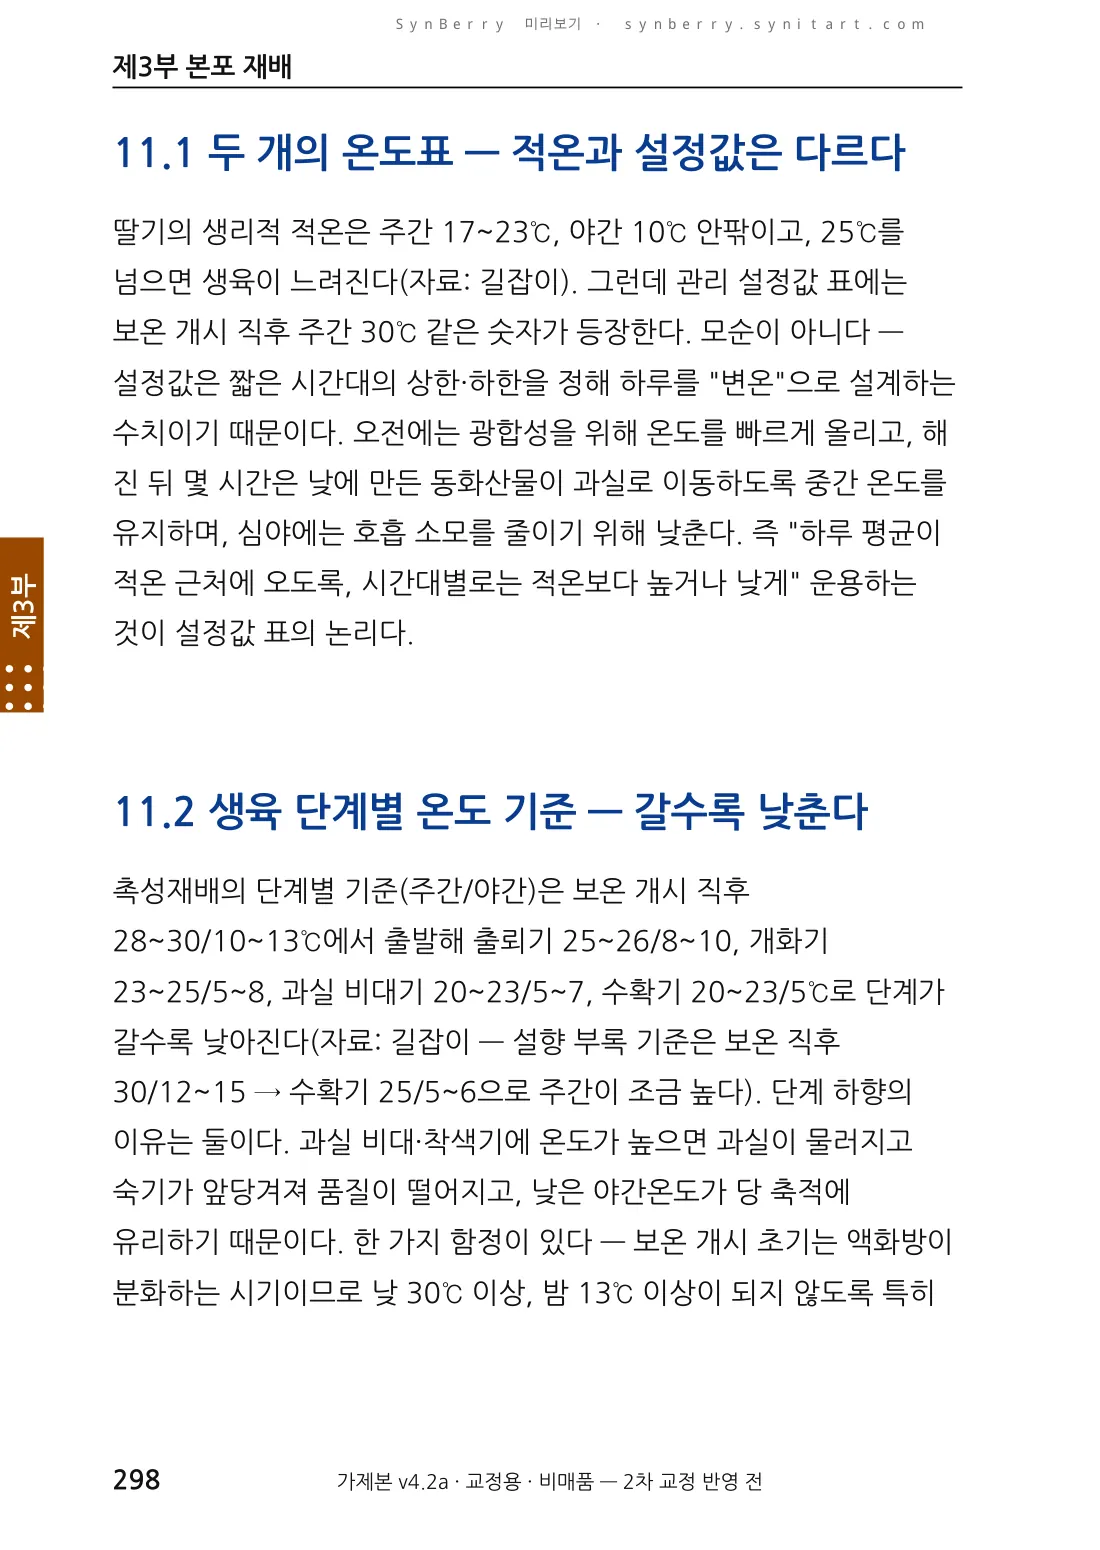 SynBerry 미리보기 · synberry.synitart.com
제3부 본포 재배
11.1 두 개의 온도표 — 적온과 설정값은 다르다
딸기의 생리적 적온은 주간 17~23℃, 야간 10℃ 안팎이고, 25℃를
넘으면 생육이 느려진다(자료: 길잡이). 그런데 관리 설정값 표에는
보온 개시 직후 주간 30℃ 같은 숫자가 등장한다. 모순이 아니다 —
설정값은 짧은 시간대의 상한·하한을 정해 하루를 "변온"으로 설계하는
수치이기 때문이다. 오전에는 광합성을 위해 온도를 빠르게 올리고, 해
진 뒤 몇 시간은 낮에 만든 동화산물이 과실로 이동하도록 중간 온도를
유지하며, 심야에는 호흡 소모를 줄이기 위해 낮춘다. 즉 "하루 평균이
적온 근처에 오도록, 시간대별로는 적온보다 높거나 낮게" 운용하는
것이 설정값 표의 논리다.
제3부
11.2 생육 단계별 온도 기준 — 갈수록 낮춘다
촉성재배의 단계별 기준(주간/야간)은 보온 개시 직후
28~30/10~13℃에서 출발해 출뢰기 25~26/8~10, 개화기
23~25/5~8, 과실 비대기 20~23/5~7, 수확기 20~23/5℃로 단계가
갈수록 낮아진다(자료: 길잡이 — 설향 부록 기준은 보온 직후
30/12~15 → 수확기 25/5~6으로 주간이 조금 높다). 단계 하향의
이유는 둘이다. 과실 비대·착색기에 온도가 높으면 과실이 물러지고
숙기가 앞당겨져 품질이 떨어지고, 낮은 야간온도가 당 축적에
유리하기 때문이다. 한 가지 함정이 있다 — 보온 개시 초기는 액화방이
분화하는 시기이므로 낮 30℃ 이상, 밤 13℃ 이상이 되지 않도록 특히
298
가제본 v4.2a · 교정용 · 비매품 — 2차 교정 반영 전